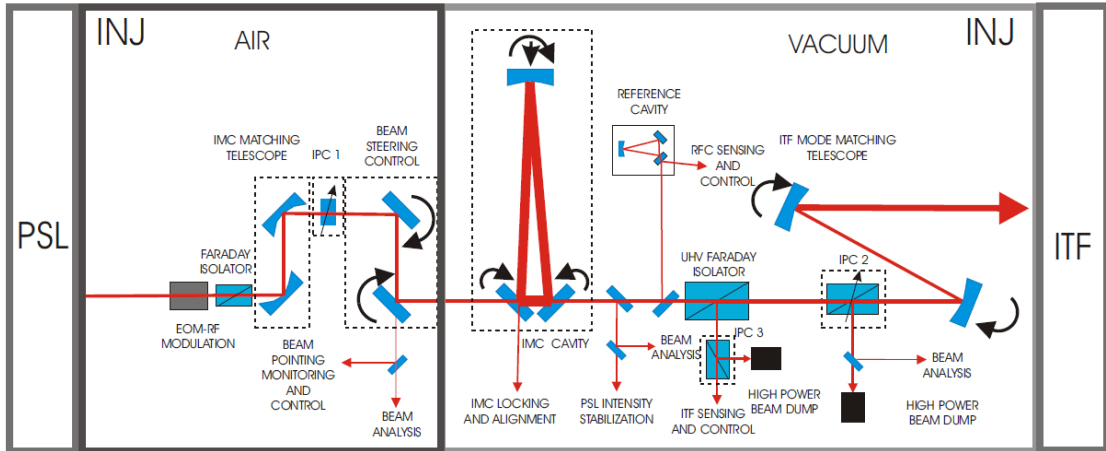 INJ
AIR
VACUUM
INJ
PSL
ITF
IMC MATCHING
TELESCOPE
IPC 1
BEAM
STEERING
CONTROL
FARADAY
ISOLATOR
EOM-RF
MODULATION
BEAM
POINTING
MONITORING
AND
CONTROL
BEAM
ANALYSIS
IMC CAVITY
IMC LOCKING
AND ALIGNMENT
REFERENCE
CAVITY
RFC SENSING
AND
CONTROL
ITF MODE MATCHING
TELESCOPE
UHV FARADAY
ISOLATOR
IPC 2
BEAM
ANALYSIS
PSL INTENSITY
STABILIZATION
IPC 3
HIGH POWER
BEAM DUMP
ITF SENSING
AND CONTROL
BEAM
ANALYSIS
HIGH POWER
BEAM DUMP